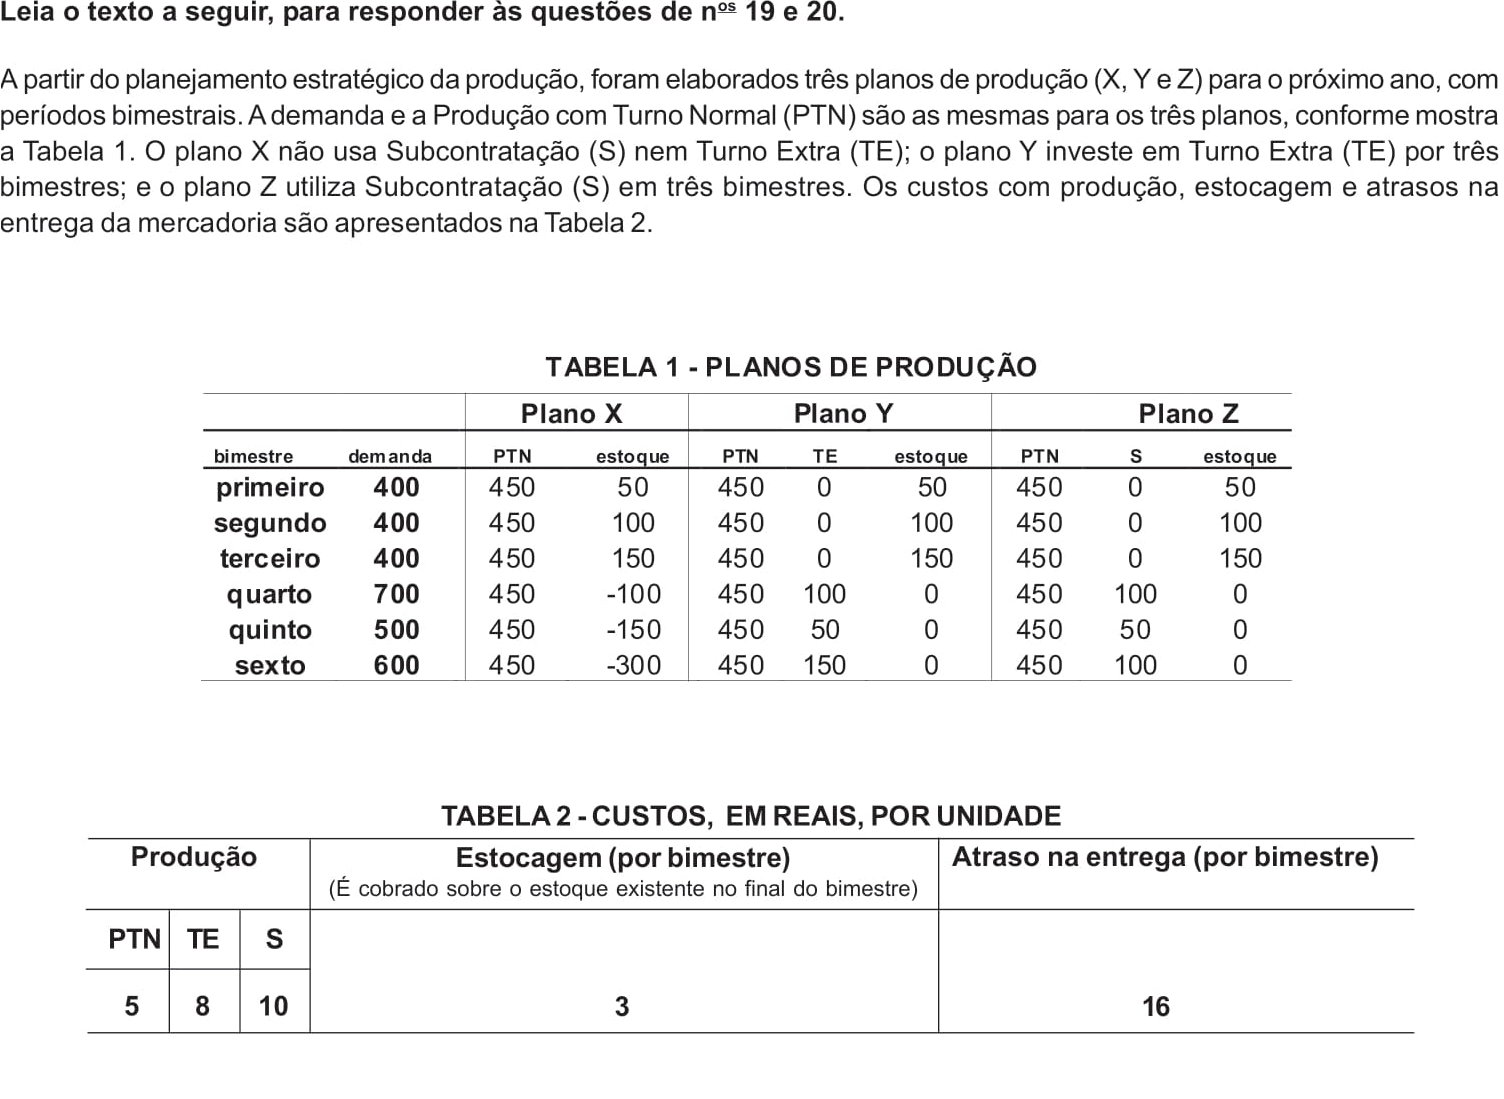 Leia o texto a seguir, para responder às questões de nos 19 e 20.
A partir do planejamento estratégico da produção, foram elaborados três planos de produção (X, Y e Z) para o próximo ano, com
períodos bimestrais. A demanda e a Produção com Turno Normal (PTN) são as mesmas para os três planos, conforme mostra
a Tabela 1. O plano X não usa Subcontratação (S) nem Turno Extra (TE); o plano Y investe em Turno Extra (TE) por três
bimestres; e o plano Z utiliza Subcontratação (S) em três bimestres. Os custos com produção, estocagem e atrasos na
entrega da mercadoria são apresentados na Tabela 2.
TABELA 1 - PLANOS DE PRODUÇÃO
Plano X Plano Y Plano Z
bimestre demanda PTN estoque PTN TE estoque PTN S estoque
primeiro 400 450 50 450 0 50 450 0 50
segundo 400 450 100 450 0 100 450 0 100
terceiro 400 450 150 450 0 150 450 0 150
quarto 700 450 -100 450 100 0 450 100 0
quinto 500 450 -150 450 50 0 450 50 0
sexto 600 450 -300 450 150 0 450 100 0
TABELA 2 - CUSTOS, EM REAIS, POR UNIDADE
Produção Estocagem (por bimestre) Atraso na entrega (por bimestre)
(É cobrado sobre o estoque existente no final do bimestre)
PTN TE S
5 8 10 3 16